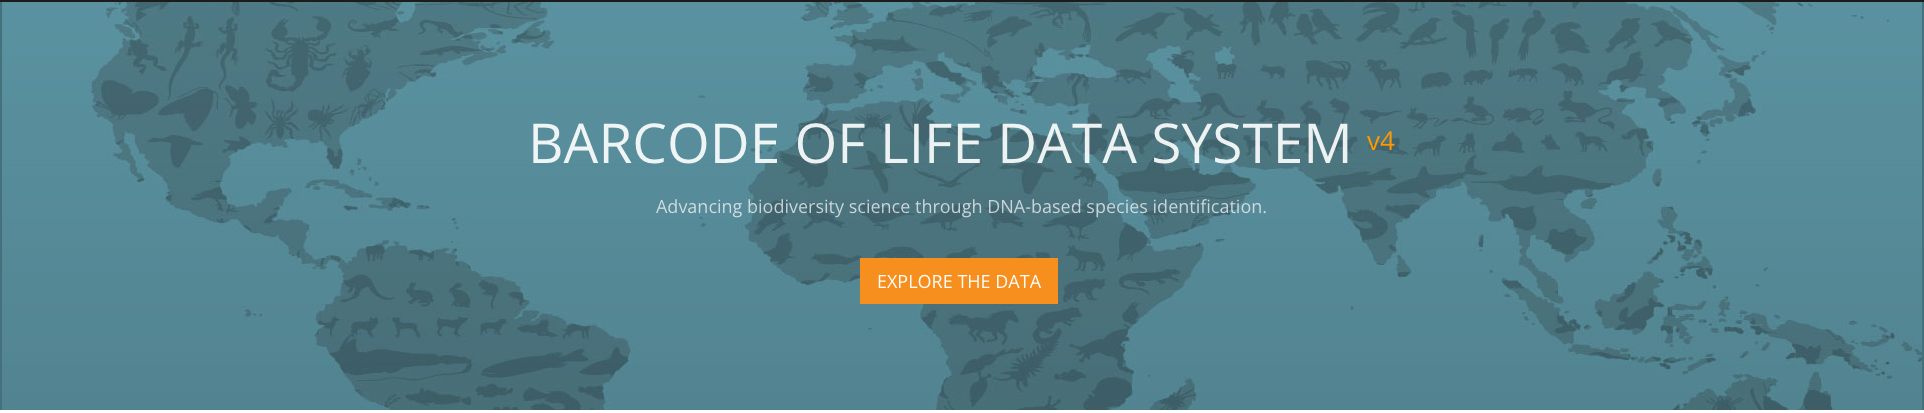 BARCODE OF LIFE DATA SYSTEM v4
Advancing biodiversity science through DNA-based species identification.
EXPLORE THE DATA